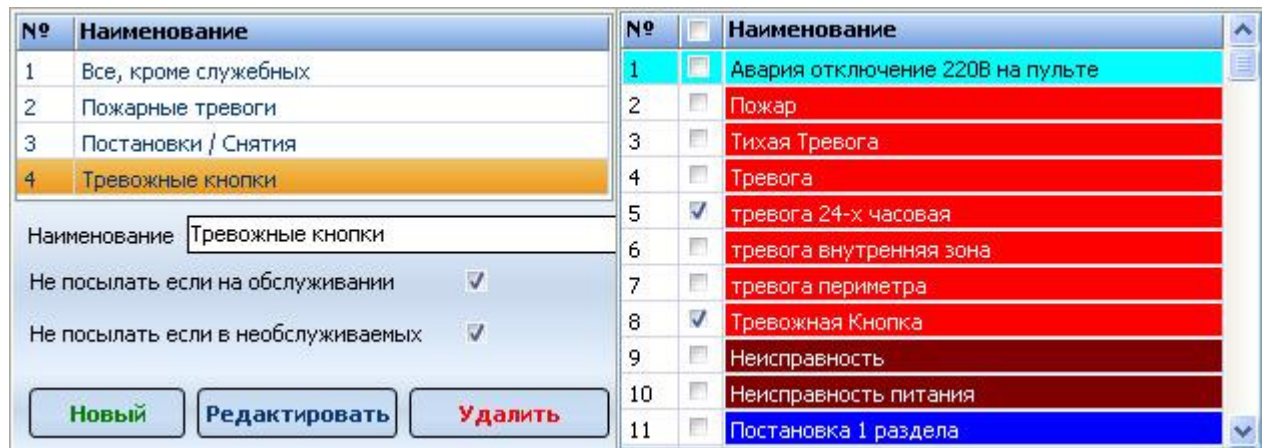 № Наименование
1 Все, кроме служебных
2 Пожарные тревоги
3 Постановки / Снятия
4 Тревожные кнопки
Наименование Тревожные кнопки
Не посылать если на обслуживании
Не посылать если в необслуживаемых
Новый Редактировать Удалить
№ Наименование
1 Авария отключение 220В на пульте
2 Пожар
3 Тихая Тревога
4 Тревога
5 тревога 24-х часовая
6 тревога внутренняя зона
7 тревога периметра
8 Тревожная Кнопка
9 Неисправность
10 Неисправность питания
11 Постановка 1 раздела